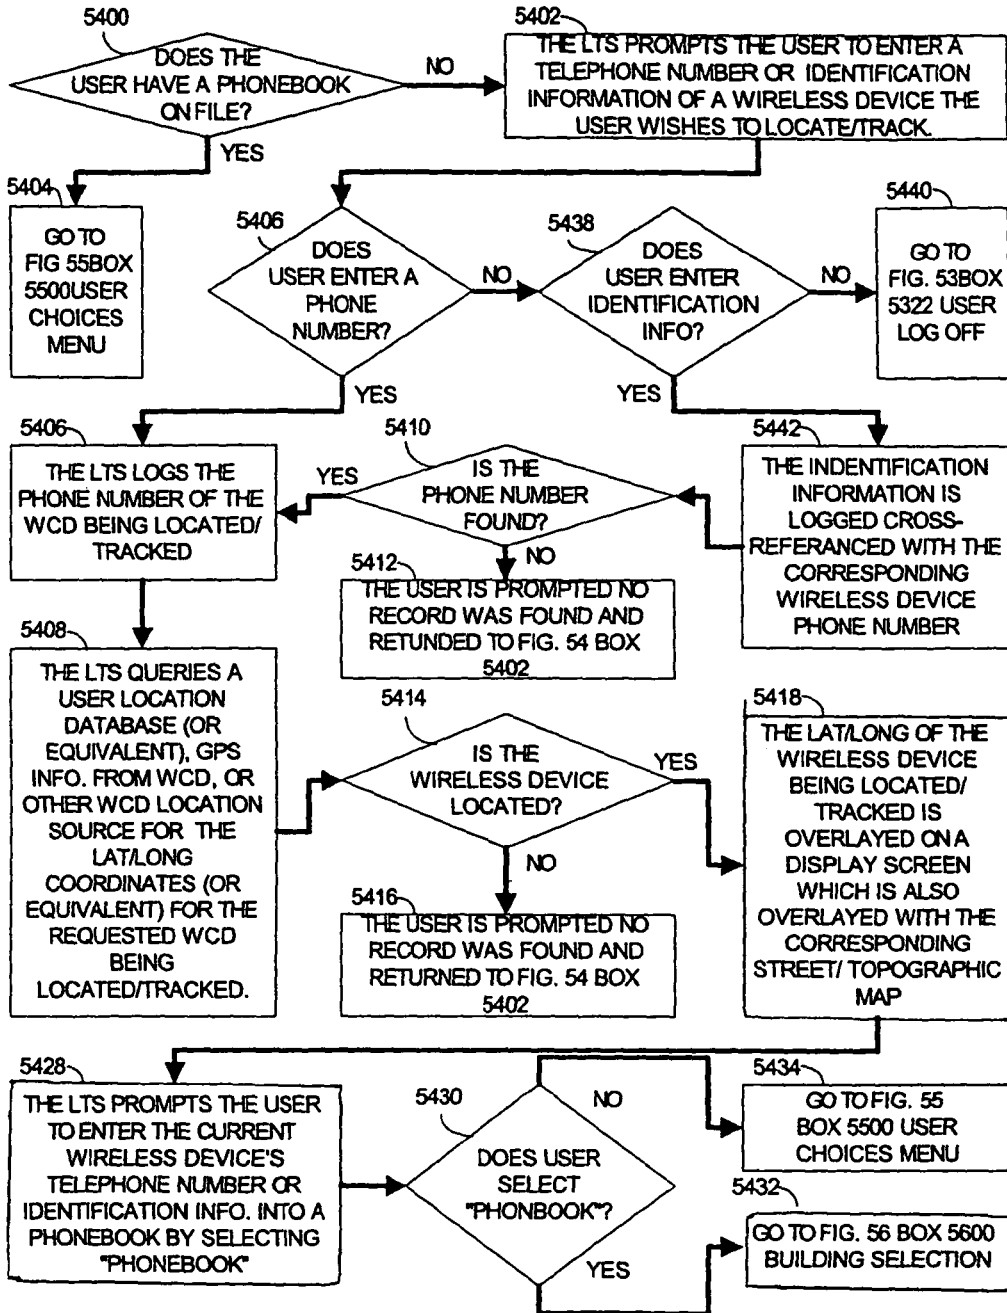 5400
DOES THE
USER HAVE A PHONEBOOK
ON FILE?
NO
YES
5402
THE LTS PROMPTS THE USER TO ENTER A
TELEPHONE NUMBER OR IDENTIFICATION
INFORMATION OF A WIRELESS DEVICE THE
USER WISHES TO LOCATE/TRACK.
5404
GO TO
FIG 55BOX
5500USER
CHOICES
MENU
5406
DOES
USER ENTER A
PHONE
NUMBER?
NO
YES
5438
DOES
USER ENTER
IDENTIFICATION
INFO?
NO
YES
5440
GO TO
FIG. 53BOX
5322 USER
LOG OFF
5406
THE LTS LOGS THE
PHONE NUMBER OF THE
WCD BEING LOCATED/
TRACKED
5410
IS THE
PHONE NUMBER
FOUND?
YES
NO
5442
THE INDENTIFICATION
INFORMATION IS
LOGGED CROSS-
REFERANCED WITH THE
CORRESPONDING
WIRELESS DEVICE
PHONE NUMBER
5412
THE USER IS PROMPTED NO
RECORD WAS FOUND AND
RETUNDED TO FIG. 54 BOX
5402
5408
THE LTS QUERIES A
USER LOCATION
DATABASE (OR
EQUIVALENT), GPS
INFO. FROM WCD, OR
OTHER WCD LOCATION
SOURCE FOR THE
LAT/LONG
COORDINATES (OR
EQUIVALENT) FOR THE
REQUESTED WCD
BEING
LOCATED/TRACKED.
5414
IS THE
WIRELESS DEVICE
LOCATED?
YES
NO
5416
THE USER IS PROMPTED NO
RECORD WAS FOUND AND
RETURNED TO FIG. 54 BOX
5402
5418
THE LAT/LONG OF THE
WIRELESS DEVICE
BEING LOCATED/
TRACKED IS
OVERLAYED ON A
DISPLAY SCREEN
WHICH IS ALSO
OVERLAYED WITH THE
CORRESPONDING
STREET/ TOPOGRAPHIC
MAP
5428
THE LTS PROMPTS THE USER
TO ENTER THE CURRENT
WIRELESS DEVICE'S
TELEPHONE NUMBER OR
IDENTIFICATION INFO. INTO A
PHONEBOOK BY SELECTING
"PHONEBOOK"
5430
DOES USER
SELECT
"PHONBOOK"?
NO
YES
5434
GO TO FIG. 55
BOX 5500 USER
CHOICES MENU
5432
GO TO FIG. 56 BOX 5600
BUILDING SELECTION